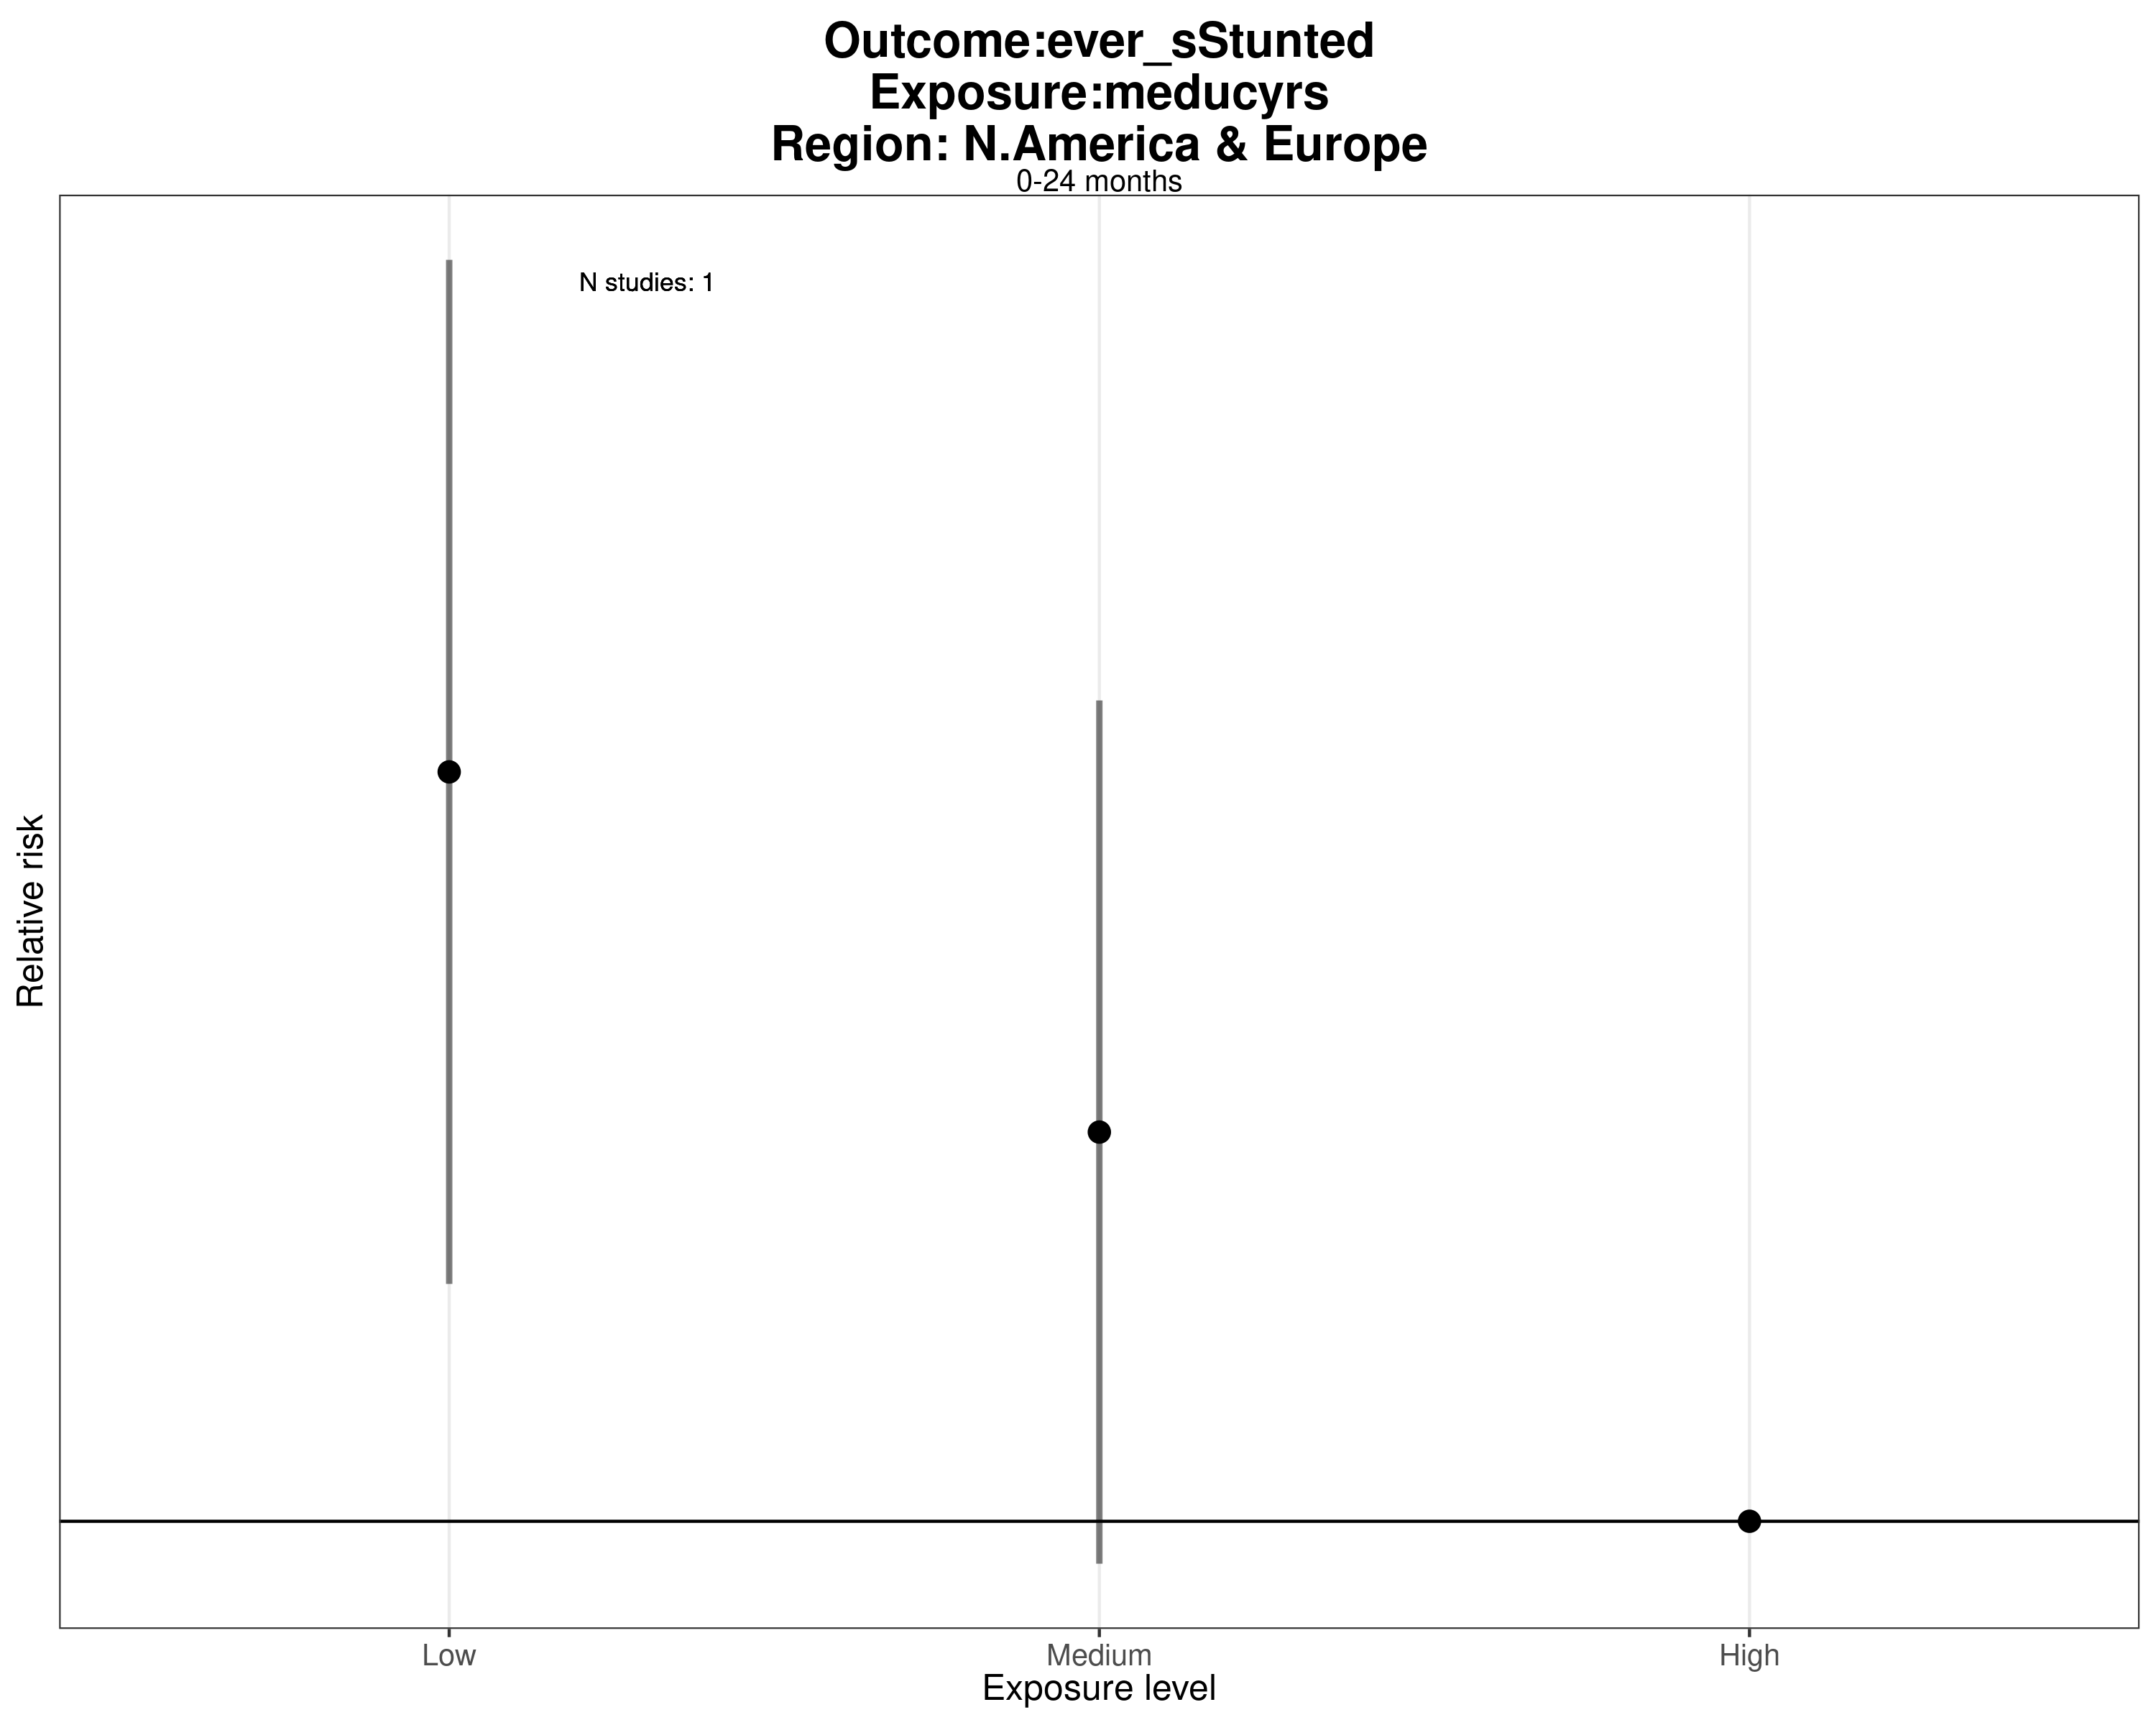 Outcome:ever_sStunted
Exposure:meducyrs
Region: N.America & Europe
0-24 months
N studies: 1
Relative risk
Low
Medium
High
Exposure level